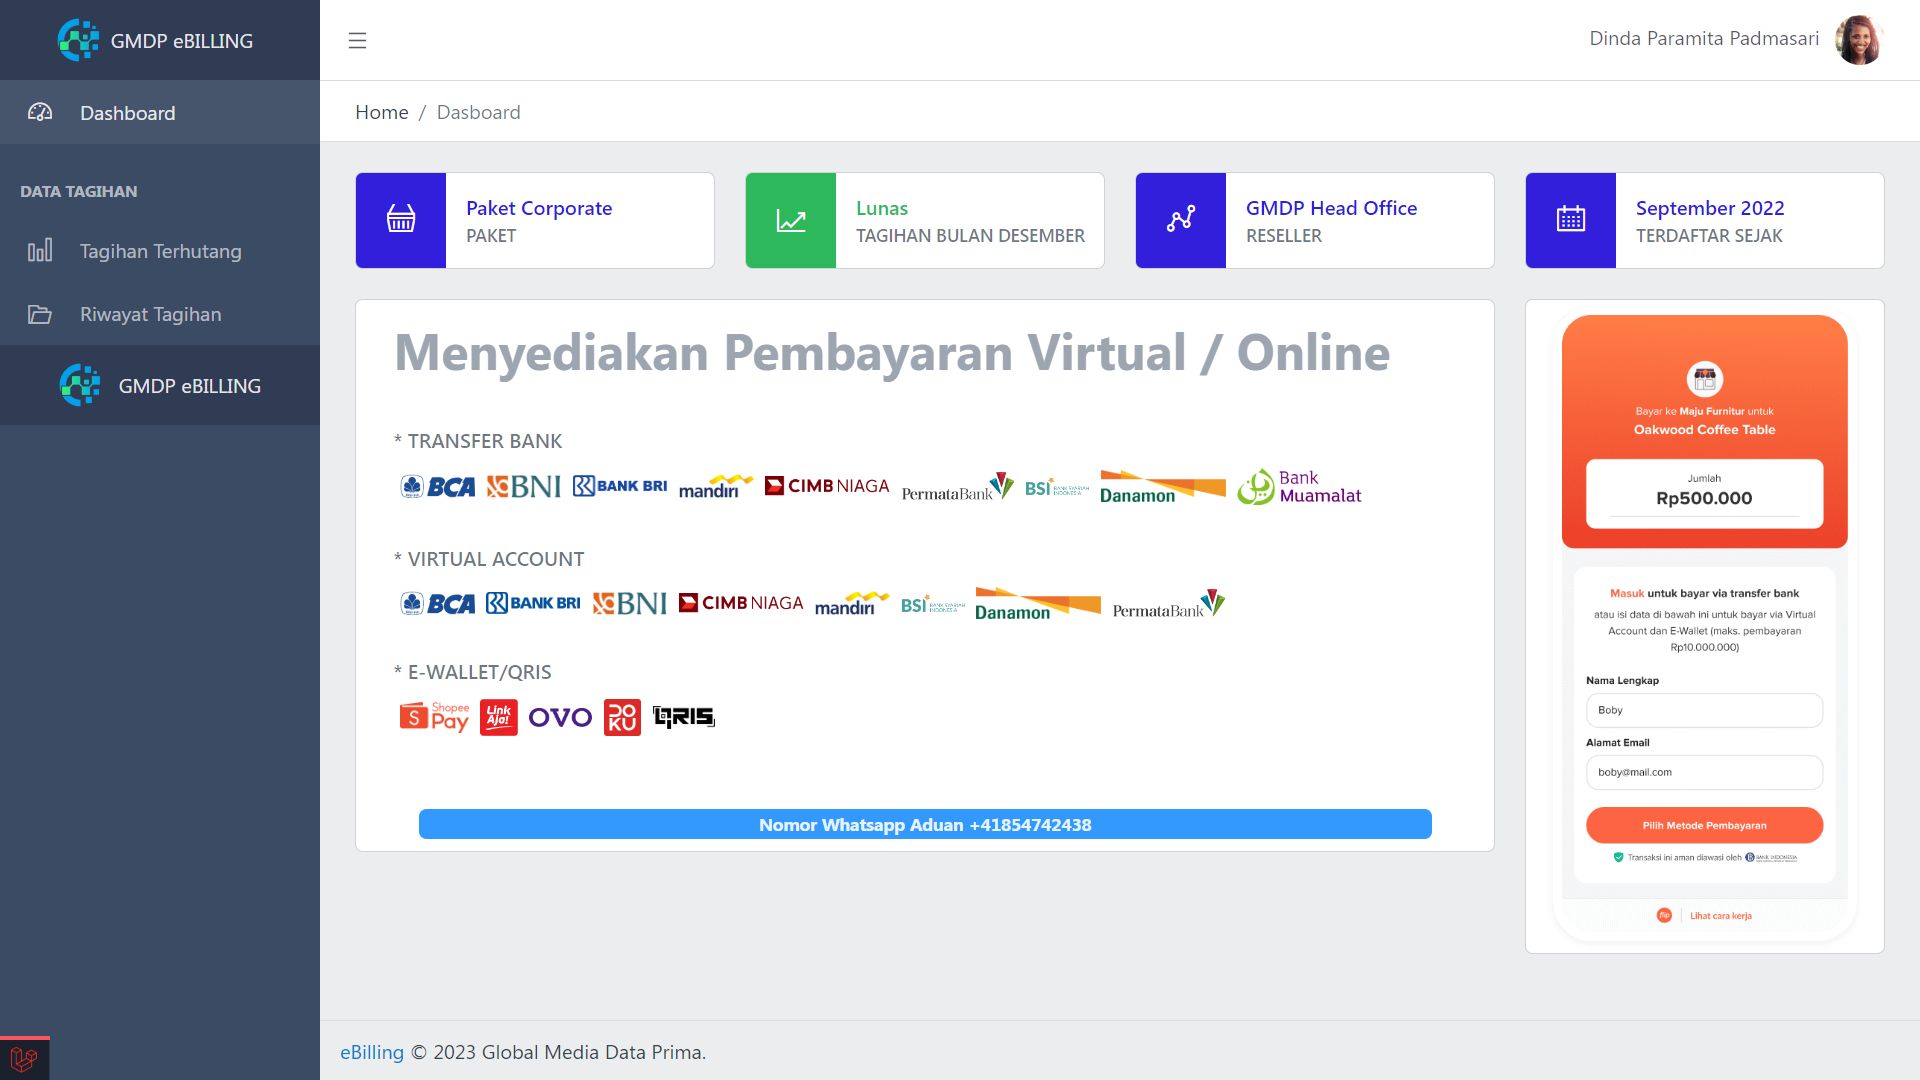 GMDP eBILLING
Dinda Paramita Padmasari
Dashboard
Home / Dasboard
DATA TAGIHAN
Tagihan Terhutang
Riwayat Tagihan
GMDP eBILLING
Paket Corporate
PAKET
Lunas
TAGIHAN BULAN DESEMBER
GMDP Head Office
RESELLER
September 2022
TERDAFTAR SEJAK
Menyediakan Pembayaran Virtual / Online
* TRANSFER BANK
BCA BNI BANK BRI mandiri CIMB NIAGA PermataBank BSI BANK SYARIAH INDONESIA Danamon Bank Muamalat
* VIRTUAL ACCOUNT
BCA BANK BRI BNI CIMB NIAGA mandiri BSI BANK SYARIAH INDONESIA Danamon PermataBank
* E-WALLET/QRIS
Shopee Pay Link Aja! OVO DOKU QRIS
Nomor Whatsapp Aduan +41854742438
Bayar ke Maju Furnitur untuk
Oakwood Coffee Table
Jumlah
Rp500.000
Masuk untuk bayar via transfer bank
atau isi data di bawah ini untuk bayar via Virtual
Account dan E-Wallet (maks. pembayaran
Rp10.000.000)
Nama Lengkap
Boby
Alamat Email
boby@mail.com
Pilih Metode Pembayaran
Transaksi ini aman diawasi oleh BANK INDONESIA
flip Lihat cara kerja
eBilling © 2023 Global Media Data Prima.